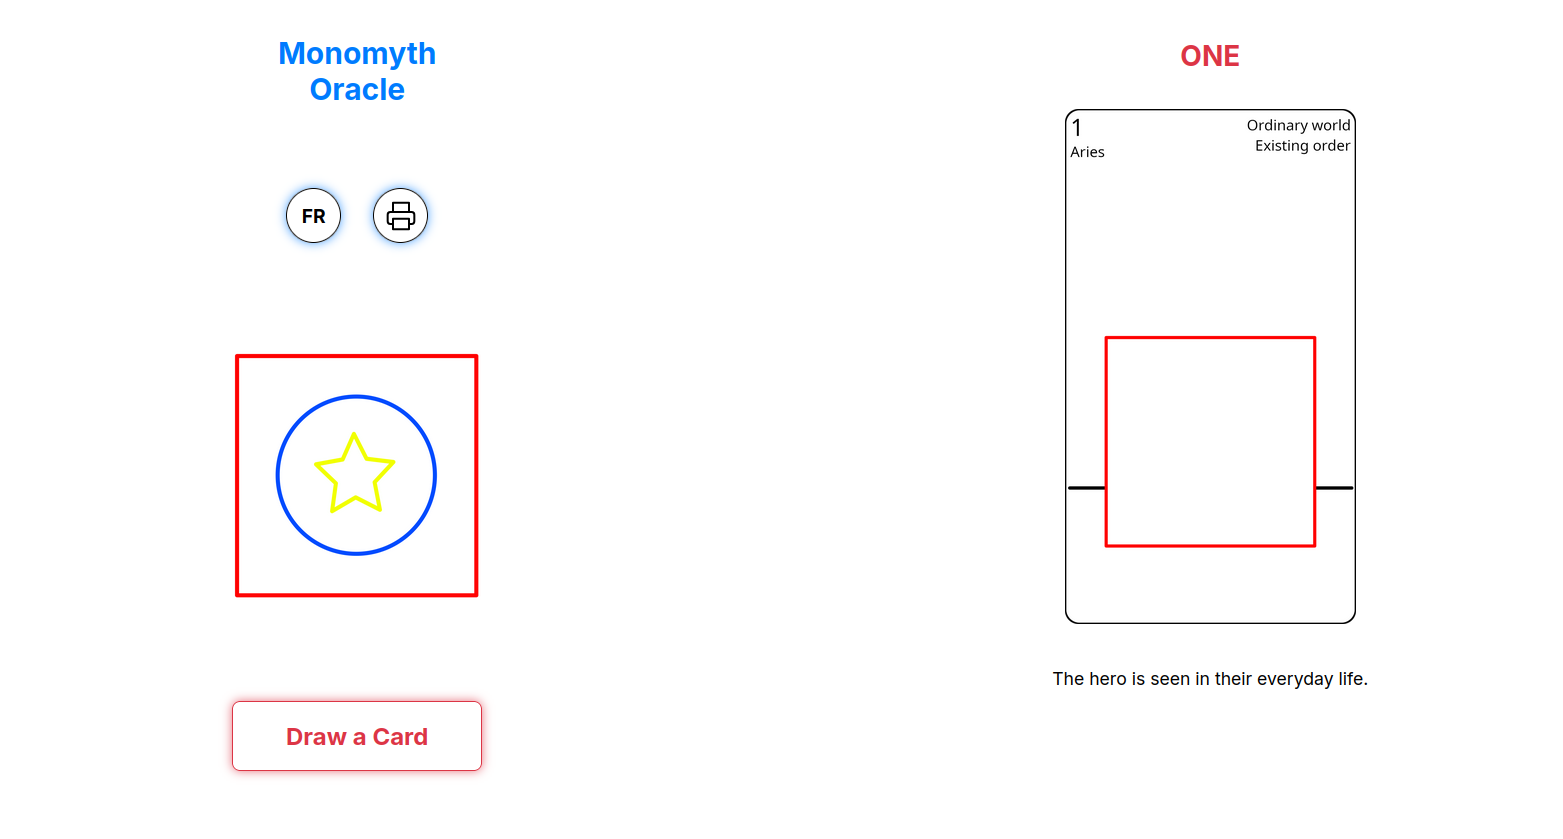 Monomyth
Oracle
FR
Draw a Card
ONE
1
Aries
Ordinary world
Existing order
The hero is seen in their everyday life.